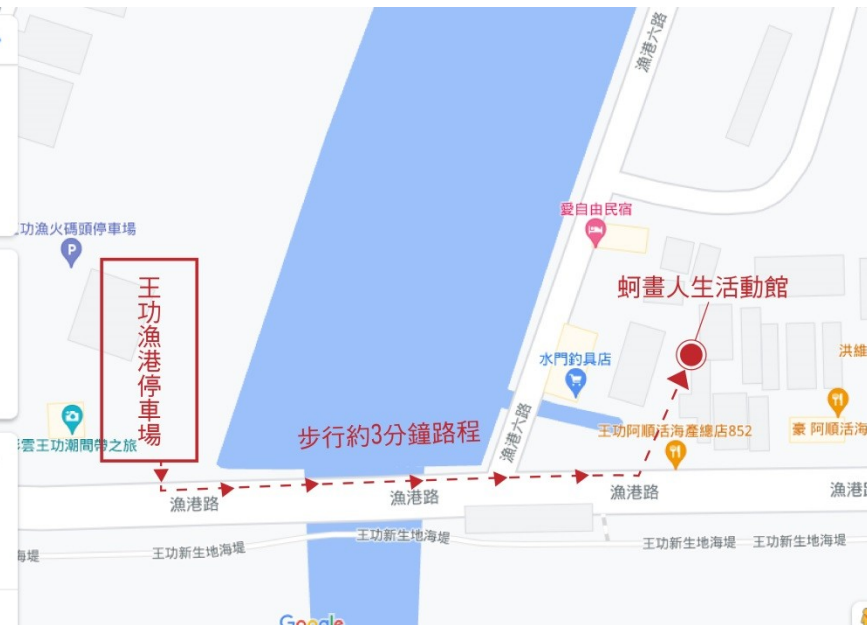 漁港六路
功漁火碼頭停車場
P
愛自由民宿
王功漁港停車場
蚵畫人生活動館
水門釣具店
洪維
雲王功潮間帶之旅
步行約3分鐘路程
漁港六路
王功阿順活海產總店852
豪 阿順活海
漁港路
漁港路
漁港路
漁港
海堤
王功新生地海堤
王功新生地海堤
王功新生地海堤
王功新生地海堤
Google